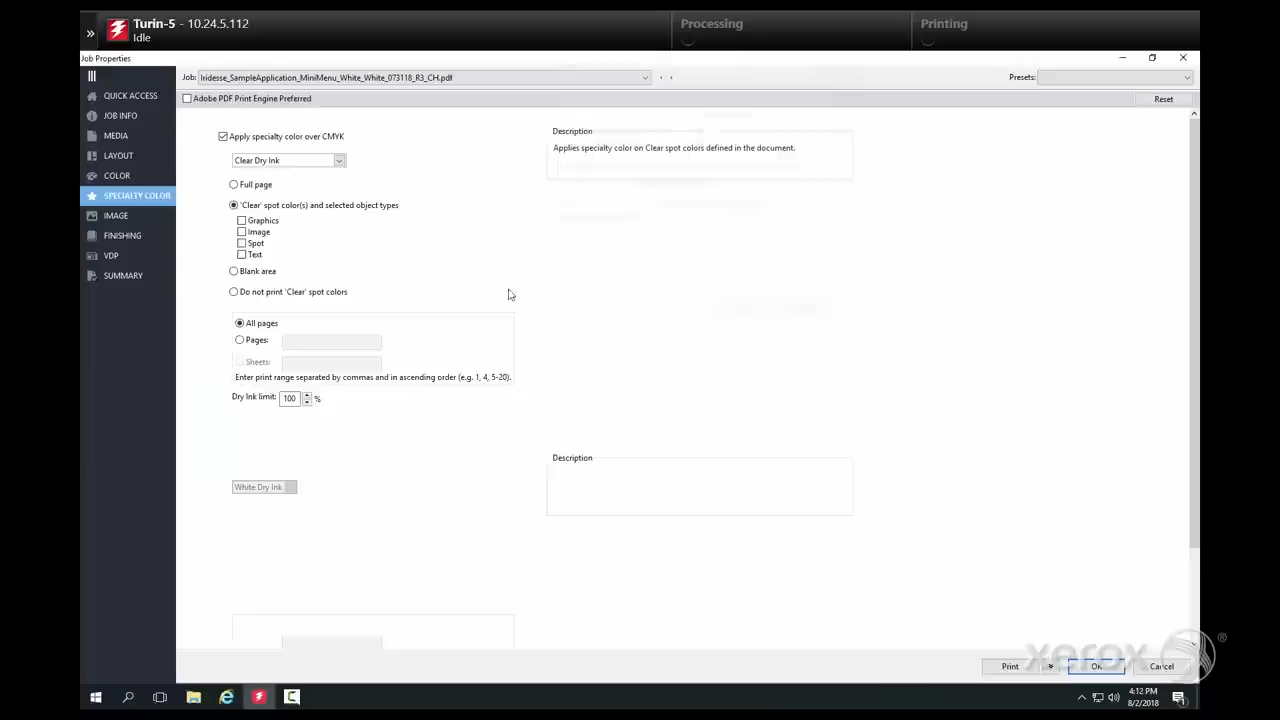 Turin-5 - 10.24.5.112
Idle
Processing
Printing
Job Properties
Job: Iridesse_SampleApplication_MiniMenu_White_White_073118_R3_CH.pdf
Presets:
Adobe PDF Print Engine Preferred
Reset
QUICK ACCESS
JOB INFO
MEDIA
LAYOUT
COLOR
SPECIALTY COLOR
IMAGE
FINISHING
VDP
SUMMARY
Apply specialty color over CMYK
Clear Dry Ink
Full page
'Clear' spot color(s) and selected object types
Graphics
Image
Spot
Text
Blank area
Do not print 'Clear' spot colors
All pages
Pages:
Sheets:
Enter print range separated by commas and in ascending order (e.g. 1, 4, 5-20).
Dry Ink limit: 100 %
White Dry Ink
Description
Applies specialty color on Clear spot colors defined in the document.
Description
Print
OK
Cancel
xerox
®
4:12 PM
8/2/2018
1